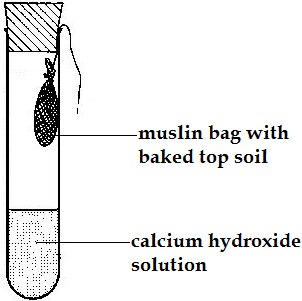 muslin bag with
baked top soil
calcium hydroxide
solution